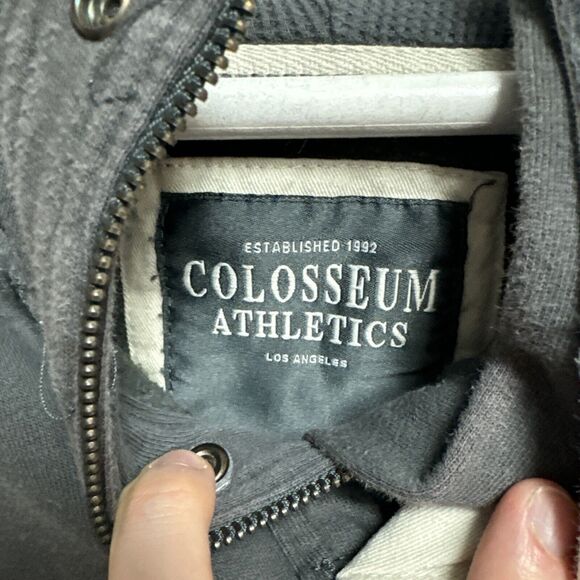 ESTABLISHED 1992
COLOSSEUM
ATHLETICS
LOS ANGELES